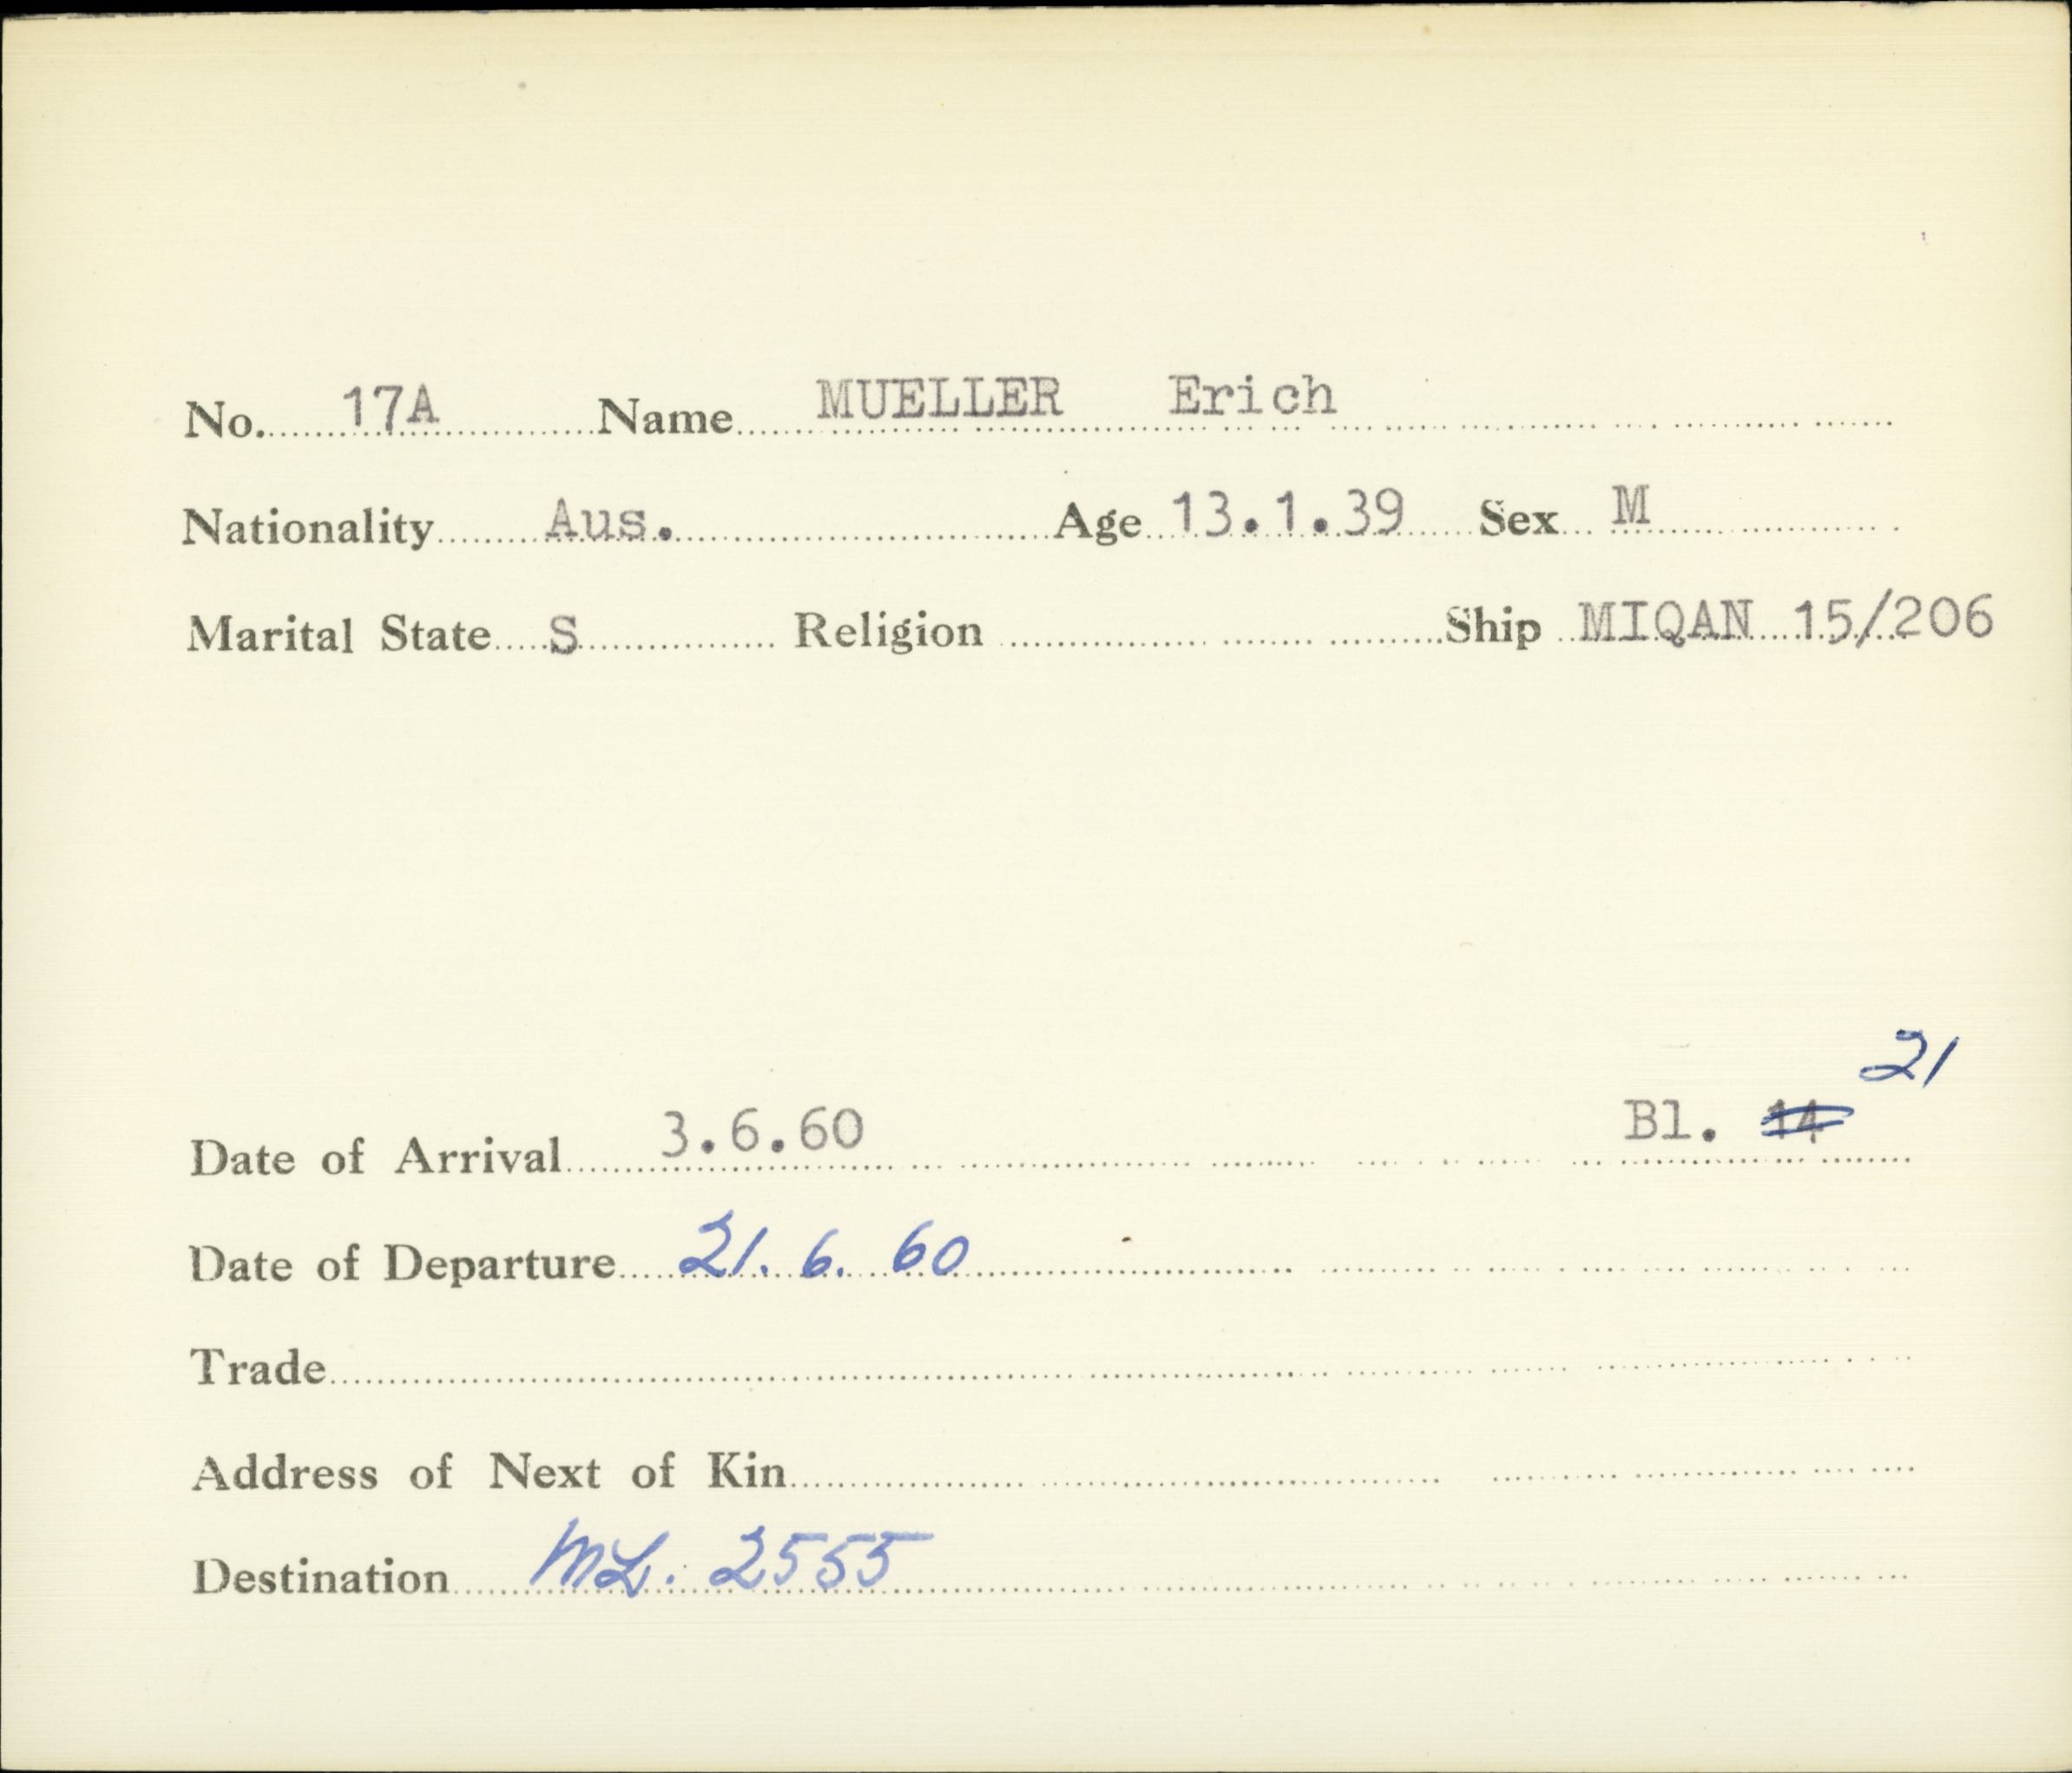 No. 17A Name MUELLER Erich
Nationality Aus. Age 13.1.39 Sex M
Marital State S Religion Ship MIQAN 15/206
21
Date of Arrival 3.6.60 Bl. 14
Date of Departure 21. 6. 60
Trade
Address of Next of Kin
Destination ML. 2555